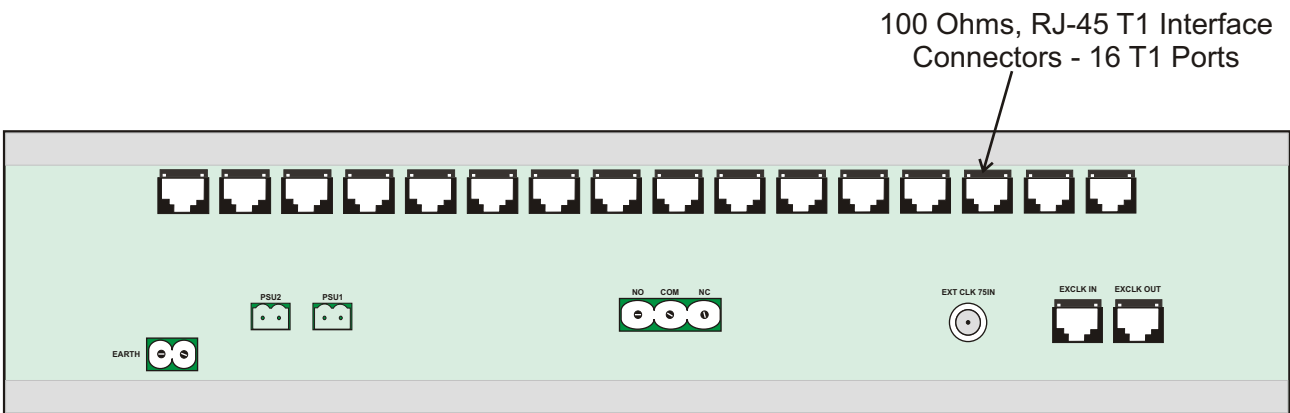 100 Ohms, RJ-45 T1 Interface
Connectors - 16 T1 Ports
PSU2 PSU1
NO COM NC
EXT CLK 75IN
EXCLK IN EXCLK OUT
EARTH